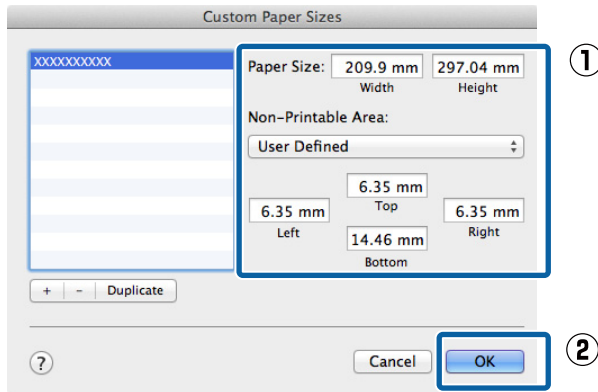 Custom Paper Sizes
XXXXXXXXXX
Paper Size: 209.9 mm 297.04 mm
Width Height
Non-Printable Area:
User Defined
6.35 mm
Top
6.35 mm 6.35 mm
Left Right
14.46 mm
Bottom
+ - Duplicate
? Cancel OK
①
②